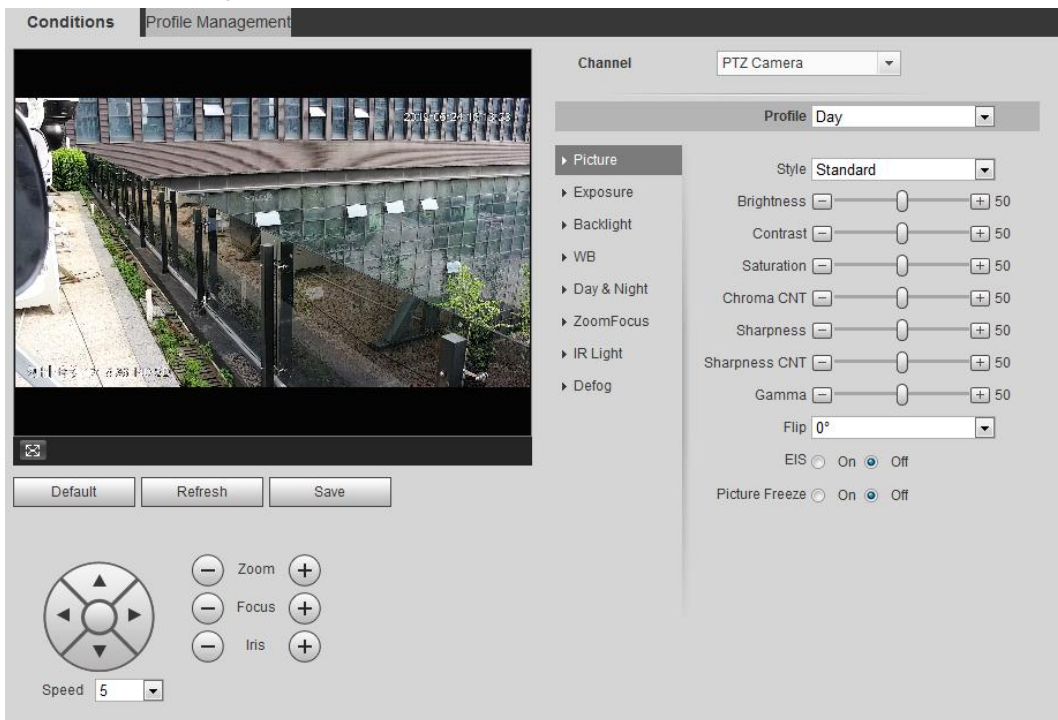 Conditions
Profile Management
Channel PTZ Camera
Profile Day
Picture
Exposure
Backlight
WB
Day & Night
ZoomFocus
IR Light
Defog
Style Standard
Brightness 50
Contrast 50
Saturation 50
Chroma CNT 50
Sharpness 50
Sharpness CNT 50
Gamma 50
Flip 0°
EIS On Off
Picture Freeze On Off
Default Refresh Save
Zoom
Focus
Iris
Speed 5